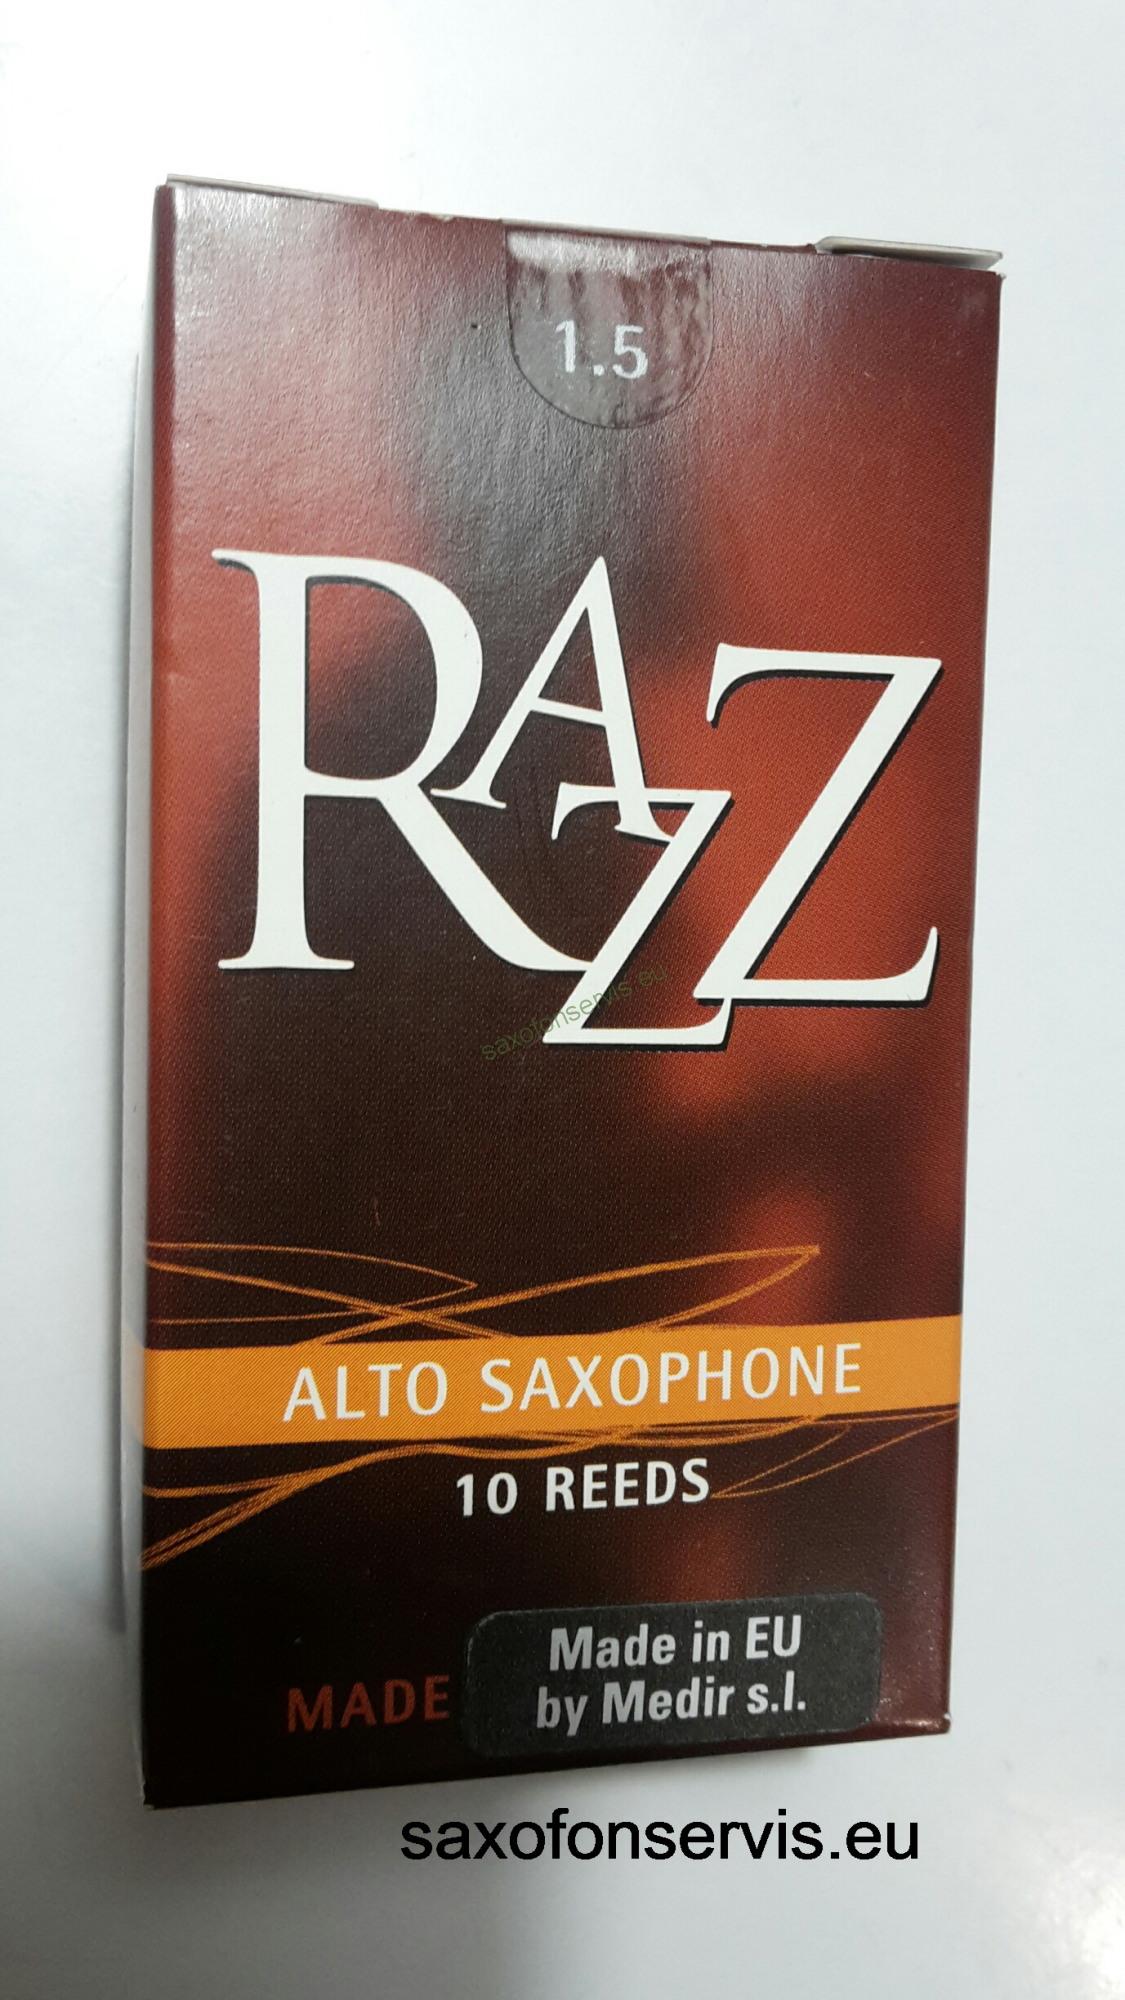 1.5
RAZZ
saxofonservis.eu
ALTO SAXOPHONE
10 REEDS
MADE
Made in EU
by Medir s.l.
saxofonservis.eu